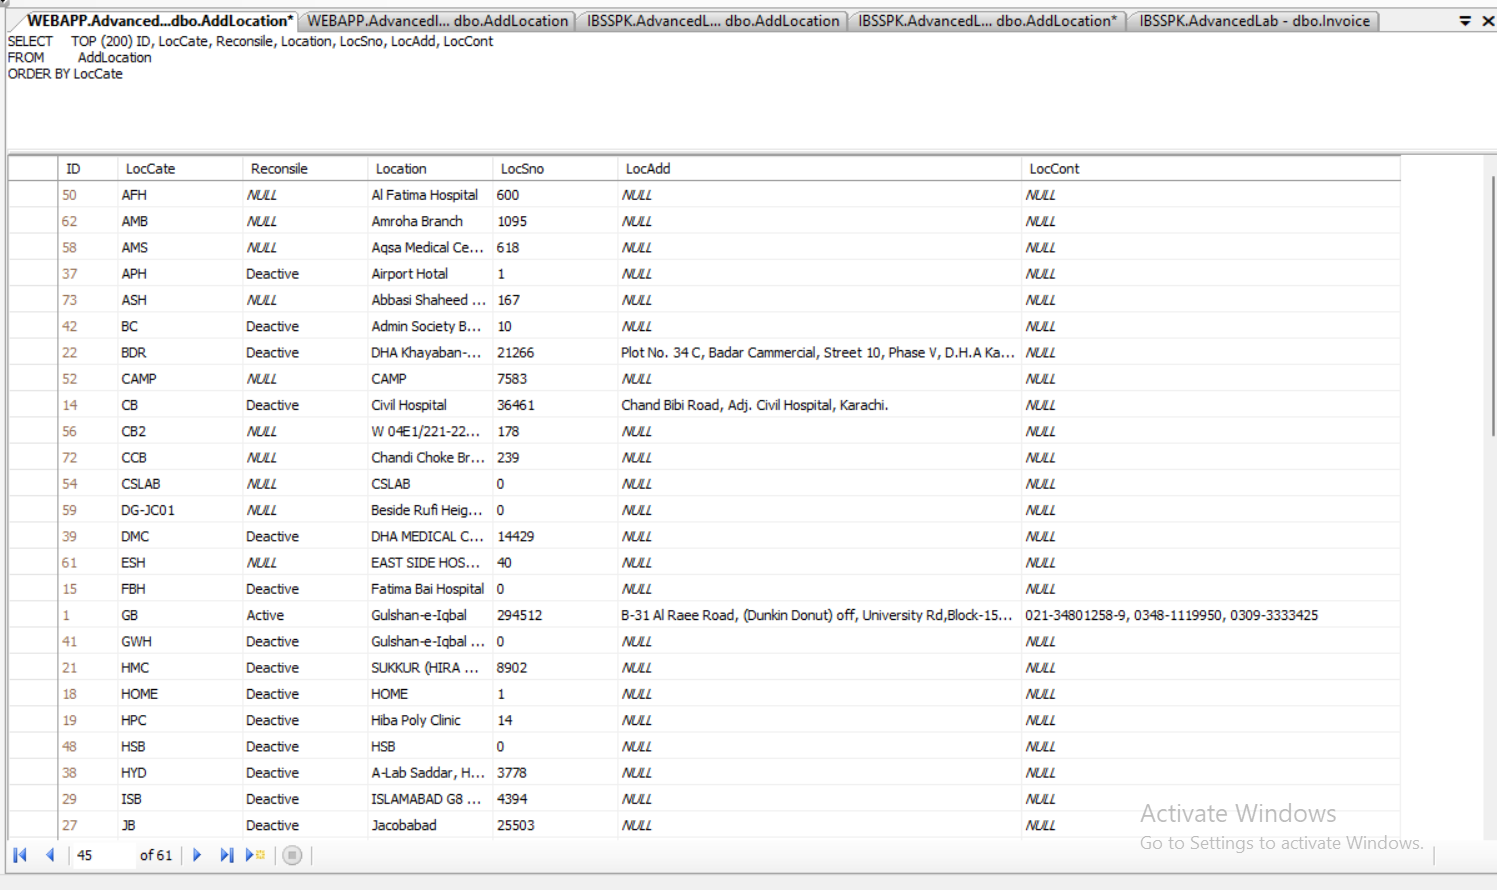 WEBAPP.Advanced...dbo.AddLocation* WEBAPP.AdvancedI... dbo.AddLocation IBSSPK.AdvancedL... dbo.AddLocation IBSSPK.AdvancedL... dbo.AddLocation* IBSSPK.AdvancedLab - dbo.Invoice
SELECT TOP (200) ID, LocCate, Reconsile, Location, LocSno, LocAdd, LocCont
FROM AddLocation
ORDER BY LocCate
ID LocCate Reconsile Location LocSno LocAdd LocCont
50 AFH NULL Al Fatima Hospital 600 NULL NULL
62 AMB NULL Amroha Branch 1095 NULL NULL
58 AMS NULL Aqsa Medical Ce... 618 NULL NULL
37 APH Deactive Airport Hotal 1 NULL NULL
73 ASH NULL Abbasi Shaheed ... 167 NULL NULL
42 BC Deactive Admin Society B... 10 NULL NULL
22 BDR Deactive DHA Khayaban-... 21266 Plot No. 34 C, Badar Cammercial, Street 10, Phase V, D.H.A Ka... NULL
52 CAMP NULL CAMP 7583 NULL NULL
14 CB Deactive Civil Hospital 36461 Chand Bibi Road, Adj. Civil Hospital, Karachi. NULL
56 CB2 NULL W 04E1/221-22... 178 NULL NULL
72 CCB NULL Chandi Choke Br... 239 NULL NULL
54 CSLAB NULL CSLAB 0 NULL NULL
59 DG-JC01 NULL Beside Rufi Heig... 0 NULL NULL
39 DMC Deactive DHA MEDICAL C... 14429 NULL NULL
61 ESH NULL EAST SIDE HOS... 40 NULL NULL
15 FBH Deactive Fatima Bai Hospital 0 NULL NULL
1 GB Active Gulshan-e-Iqbal 294512 B-31 Al Raee Road, (Dunkin Donut) off, University Rd,Block-15... 021-34801258-9, 0348-1119950, 0309-3333425
41 GWH Deactive Gulshan-e-Iqbal ... 0 NULL NULL
21 HMC Deactive SUKKUR (HIRA ... 8902 NULL NULL
18 HOME Deactive HOME 1 NULL NULL
19 HPC Deactive Hiba Poly Clinic 14 NULL NULL
48 HSB Deactive HSB 0 NULL NULL
38 HYD Deactive A-Lab Saddar, H... 3778 NULL NULL
29 ISB Deactive ISLAMABAD G8 ... 4394 NULL NULL
27 JB Deactive Jacobabad 25503 NULL NULL
Activate Windows
Go to Settings to activate Windows.
45 of 61